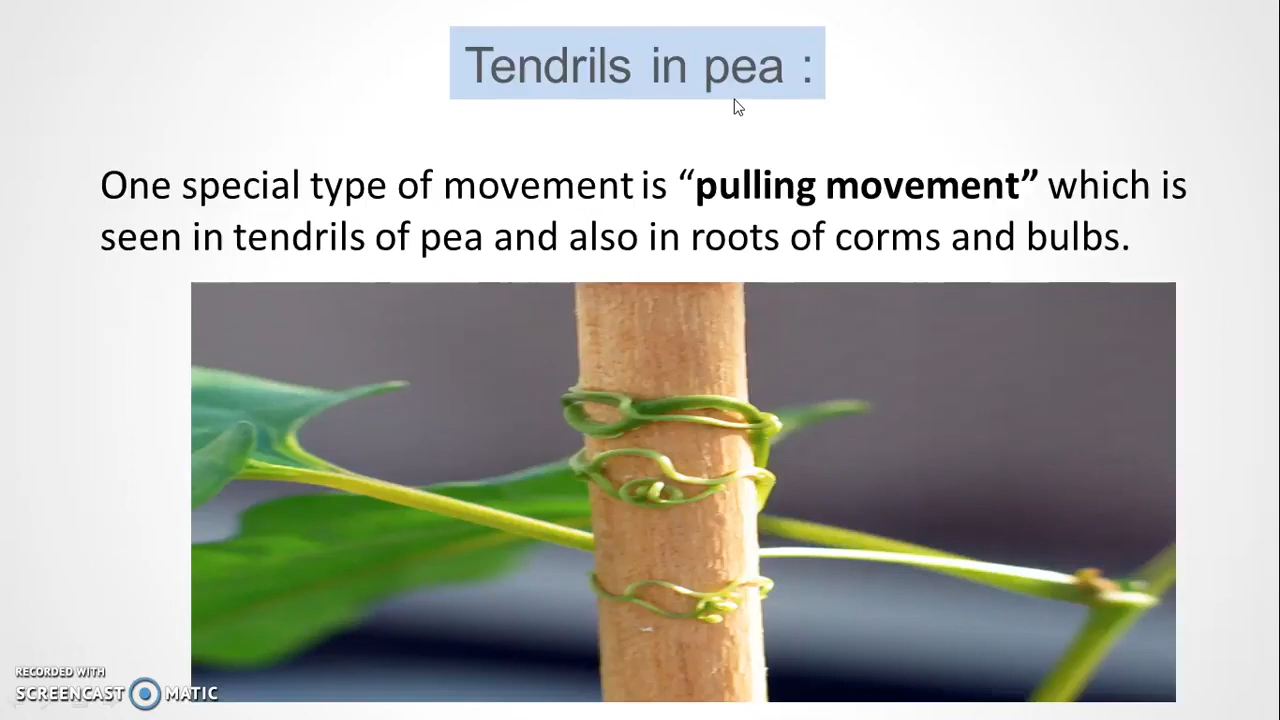 Tendrils in pea :
One special type of movement is “pulling movement” which is
seen in tendrils of pea and also in roots of corms and bulbs.
RECORDED WITH
SCREENCAST MATIC